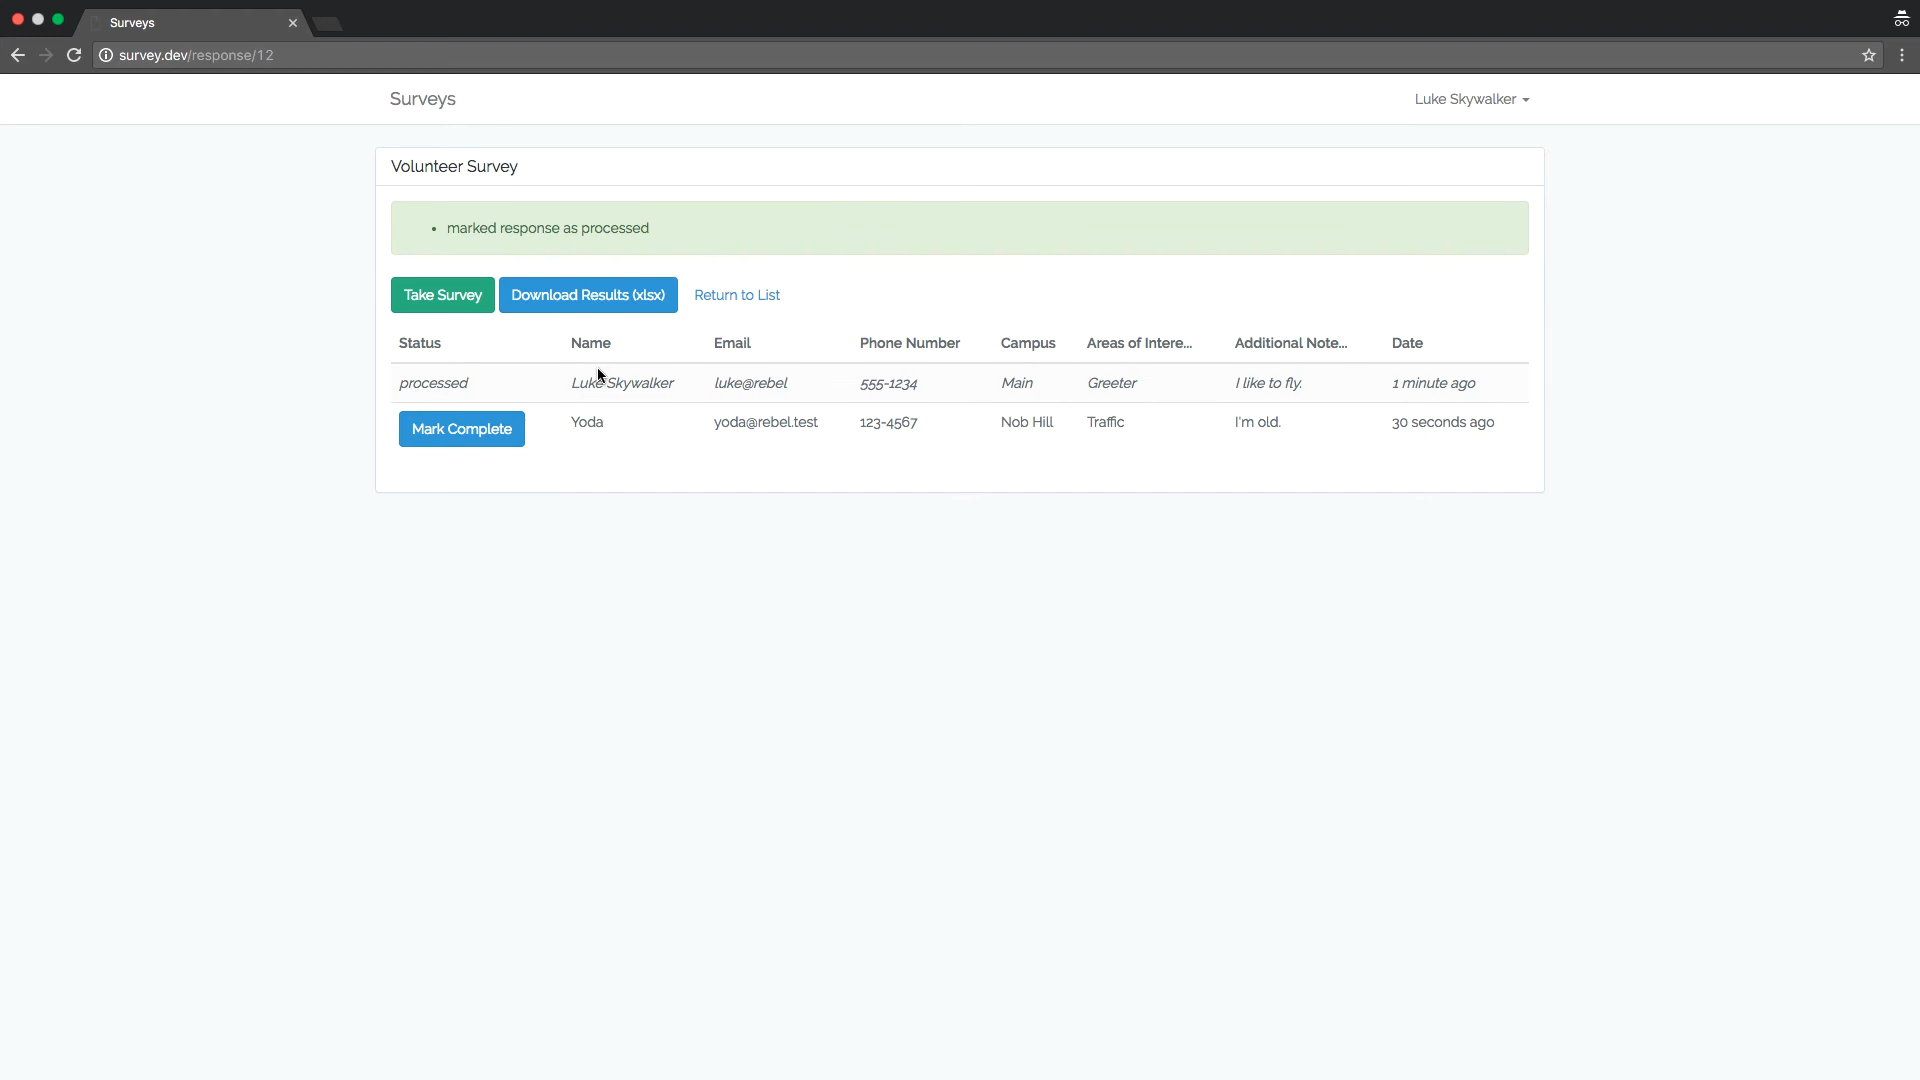 Surveys
survey.dev/response/12
Surveys Luke Skywalker
Volunteer Survey
• marked response as processed
Take Survey Download Results (xlsx) Return to List
Status Name Email Phone Number Campus Areas of Intere... Additional Note... Date
processed Luke Skywalker luke@rebel 555-1234 Main Greeter I like to fly. 1 minute ago
Mark Complete Yoda yoda@rebel.test 123-4567 Nob Hill Traffic I'm old. 30 seconds ago